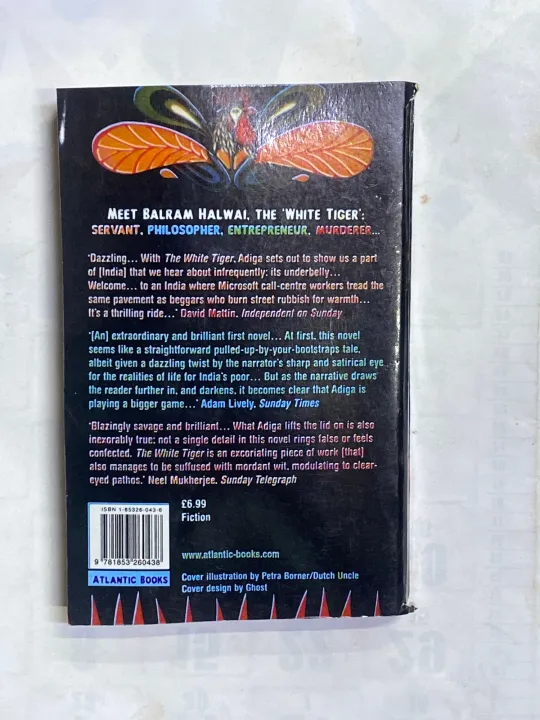 MEET BALRAM HALWAI, THE 'WHITE TIGER':
SERVANT, PHILOSOPHER, ENTREPRENEUR, MURDERER...
'Dazzling... With The White Tiger, Adiga sets out to show us a part
of [India] that we hear about infrequently: its underbelly...
Welcome... to an India where Microsoft call-centre workers tread the
same pavement as beggars who burn street rubbish for warmth...
It's a thrilling ride...' David Mattin, Independent on Sunday
'[An] extraordinary and brilliant first novel... At first, this novel
seems like a straightforward pulled-up-by-your-bootstraps tale,
albeit given a dazzling twist by the narrator's sharp and satirical eye
for the realities of life for India's poor... But as the narrative draws
the reader further in, and darkens, it becomes clear that Adiga is
playing a bigger game...' Adam Lively, Sunday Times
'Blazingly savage and brilliant... What Adiga lifts the lid on is also
inexorably true: not a single detail in this novel rings false or feels
confected. The White Tiger is an excoriating piece of work [that]
also manages to be suffused with mordant wit, modulating to clear-
eyed pathos.' Neel Mukherjee, Sunday Telegraph
ISBN 1-85326-043-6
9 781853 260438
ATLANTIC BOOKS
£6.99
Fiction
www.atlantic-books.com
Cover illustration by Petra Borner/Dutch Uncle
Cover design by Ghost
29